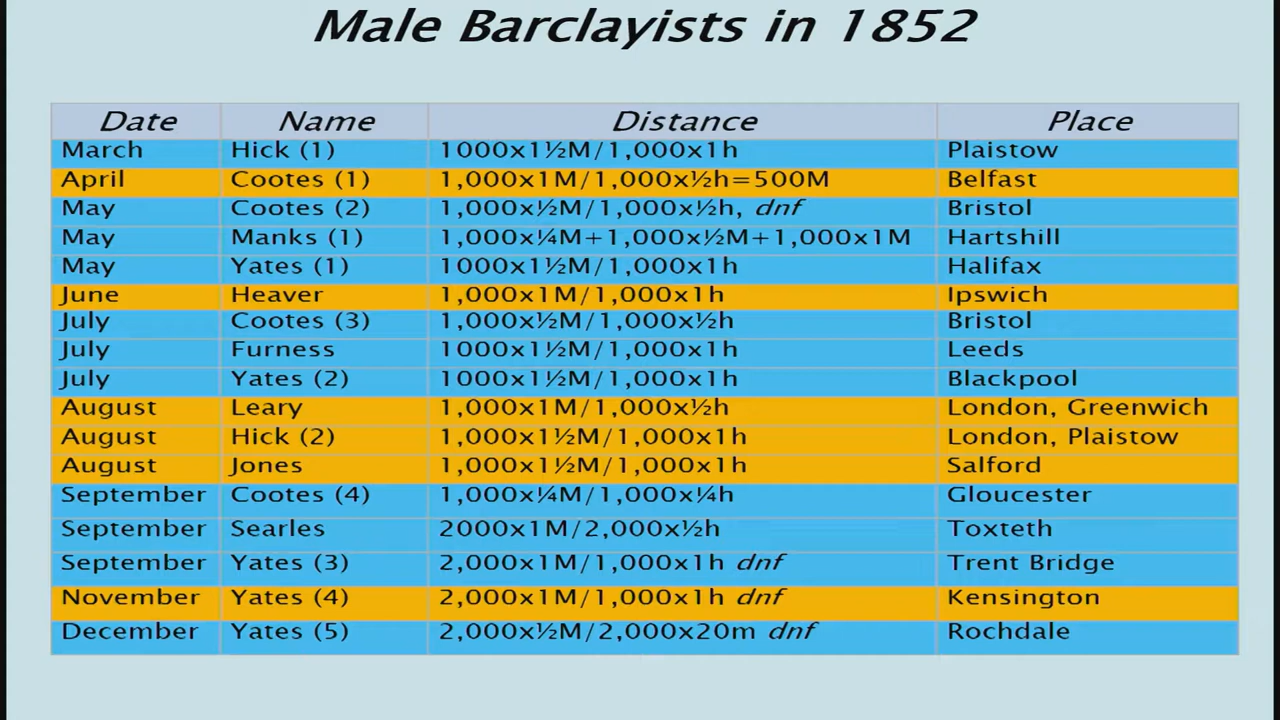 Male Barclayists in 1852
Date Name Distance Place
March Hick (1) 1000x1½M/1,000x1h Plaistow
April Cootes (1) 1,000x1M/1,000x½h=500M Belfast
May Cootes (2) 1,000x½M/1,000x½h, dnf Bristol
May Manks (1) 1,000x¼M+1,000x½M+1,000x1M Hartshill
May Yates (1) 1000x1½M/1,000x1h Halifax
June Heaver 1,000x1M/1,000x1h Ipswich
July Cootes (3) 1,000x½M/1,000x½h Bristol
July Furness 1000x1½M/1,000x1h Leeds
July Yates (2) 1000x1½M/1,000x1h Blackpool
August Leary 1,000x1M/1,000x½h London, Greenwich
August Hick (2) 1,000x1½M/1,000x1h London, Plaistow
August Jones 1,000x1½M/1,000x1h Salford
September Cootes (4) 1,000x¼M/1,000x¼h Gloucester
September Searles 2000x1M/2,000x½h Toxteth
September Yates (3) 2,000x1M/1,000x1h dnf Trent Bridge
November Yates (4) 2,000x1M/1,000x1h dnf Kensington
December Yates (5) 2,000x½M/2,000x20m dnf Rochdale